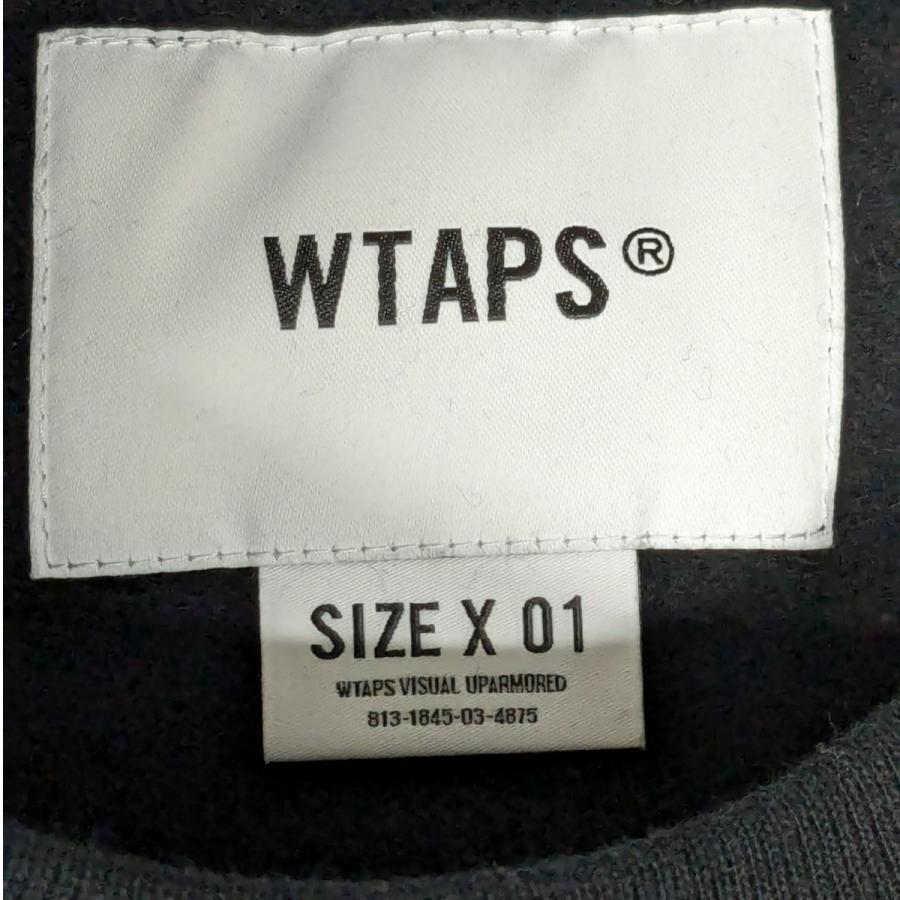 WTAPS®
SIZE X 01
WTAPS VISUAL UPARMORED
813-1845-03-4875